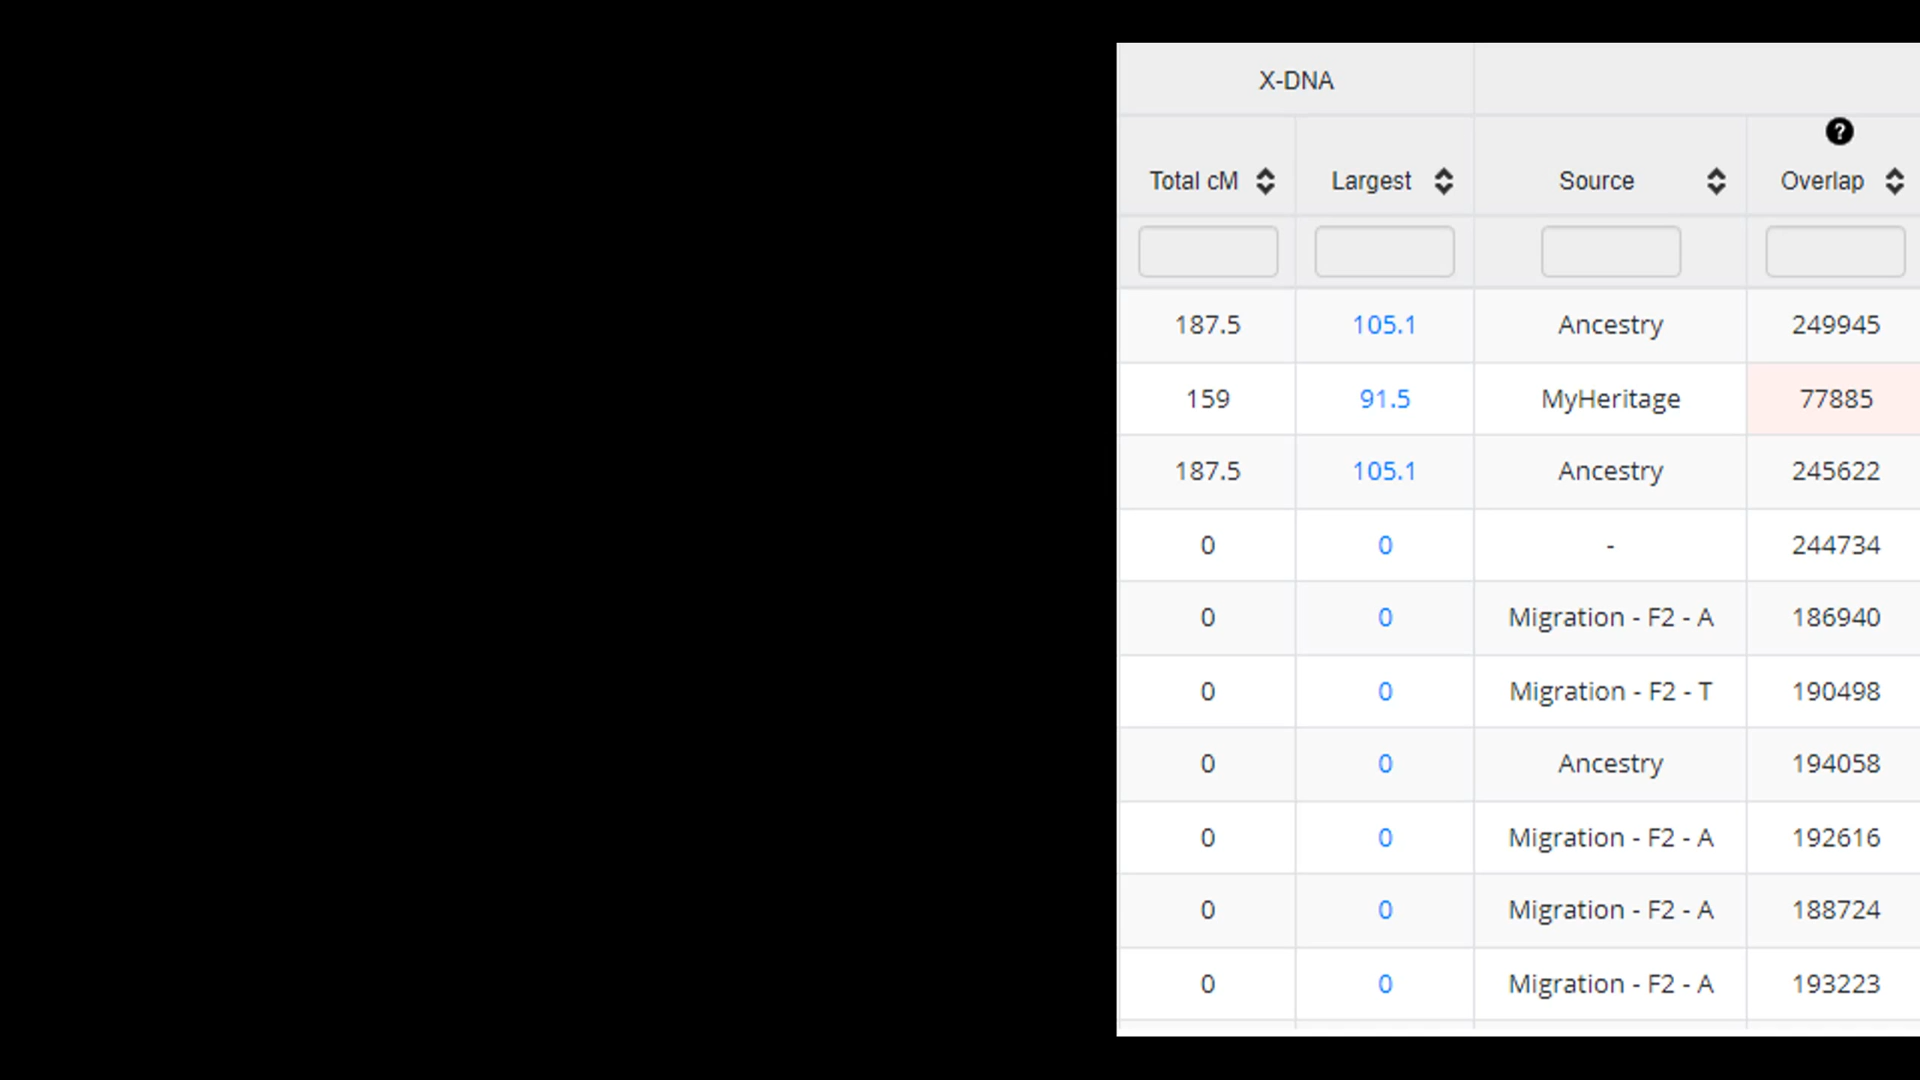 X-DNA
?
Total cM Largest Source Overlap
187.5 105.1 Ancestry 249945
159 91.5 MyHeritage 77885
187.5 105.1 Ancestry 245622
0 0 - 244734
0 0 Migration - F2 - A 186940
0 0 Migration - F2 - T 190498
0 0 Ancestry 194058
0 0 Migration - F2 - A 192616
0 0 Migration - F2 - A 188724
0 0 Migration - F2 - A 193223